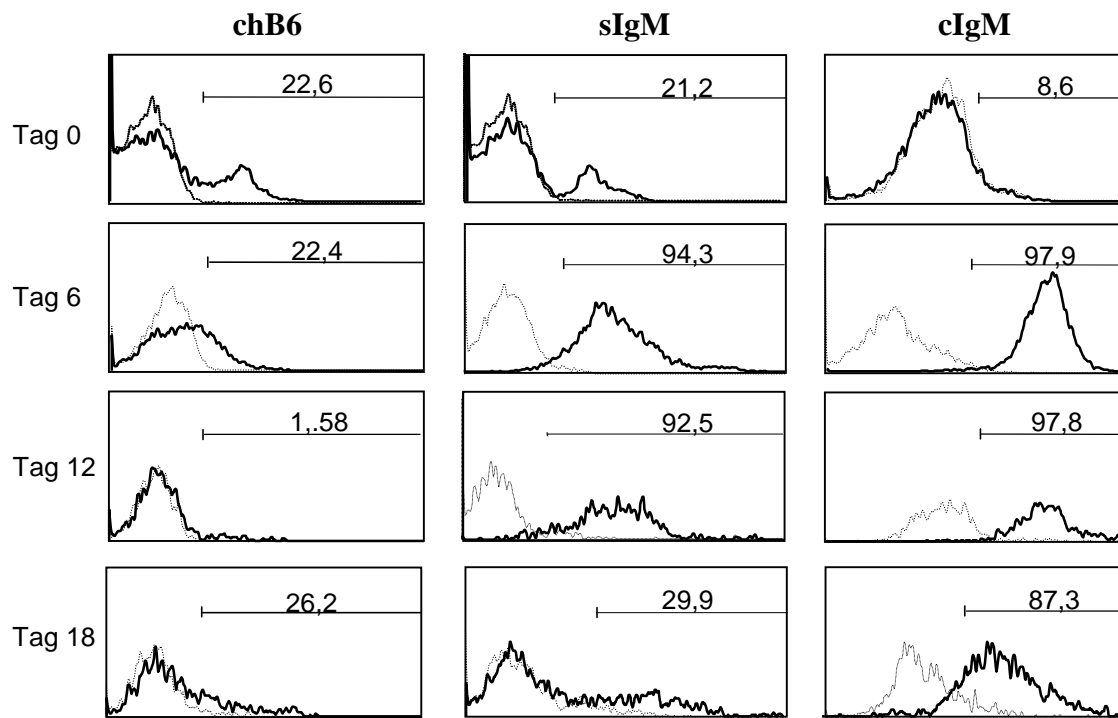 chB6 sIgM cIgM
Tag 0 22,6 21,2 8,6
Tag 6 22,4 94,3 97,9
Tag 12 1,.58 92,5 97,8
Tag 18 26,2 29,9 87,3